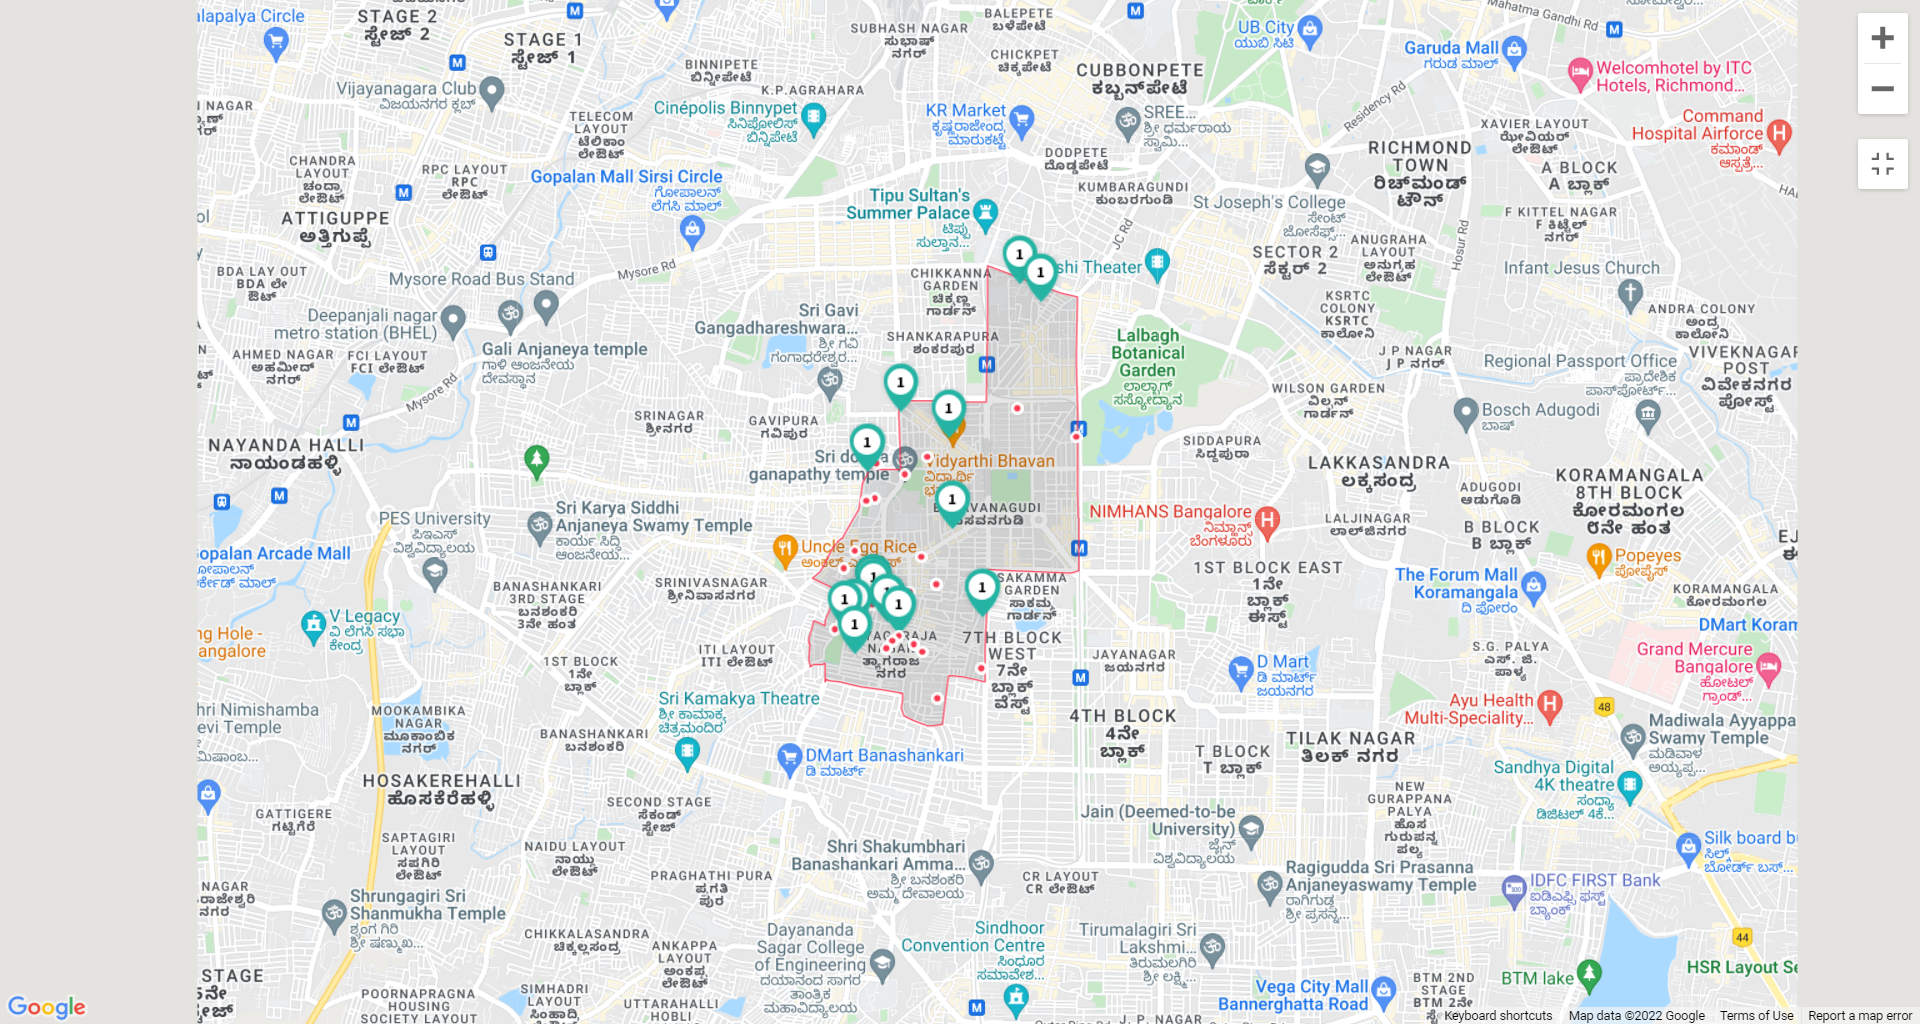 alapalya Circle
STAGE 2
ಸ್ಟೇಜ್ 2
STAGE 1
ಸ್ಟೇಜ್ 1
SUBHASH
NAGAR
ಸುಭಾಷ್
ನಗರ್
BALEPETE
ಬಳೆಪೇಟೆ
CHICKPET
ಚಿಕ್ಕಪೇಟೆ
UB City
ಯುಬಿ ಸಿಟಿ
Mahatma Gandhi Rd
Garuda Mall
ಗರುಡ ಮಾಲ್
Welcomhotel by ITC
Hotels, Richmond...
BINNIPETE
ಬಿನ್ನಿಪೇಟೆ
K.P.AGRAHARA
CUBBONPETE
ಕಬ್ಬನ್‌ಪೇಟೆ
Vijayanagara Club
ವಿಜಯನಗರ ಕ್ಲಬ್
Cinépolis Binnypet
ಸಿನಿಪೋಲಿಸ್
ಬಿನ್ನಿಪೇಟೆ
KR Market
ಕೃಷ್ಣರಾಜೇಂದ್ರ
ಮಾರುಕಟ್ಟೆ
SREE...
ಶ್ರೀ ಧರ್ಮರಾಯ
ಸ್ವಾಮಿ...
Residency Rd
XAVIER LAYOUT
ಝೇವಿಯರ್
ಲೇಔಟ್
Command
Hospital Airforce
ಕಮಾಂಡ್
ಆಸ್ಪತ್ರೆ...
NI NAGAR
TELECOM
LAYOUT
ಟೆಲಿಕಾಂ
ಲೇಔಟ್
CHANDRA
LAYOUT
ಚಂದ್ರಾ
ಲೇಔಟ್
RPC LAYOUT
RPC
ಲೇಔಟ್
Gopalan Mall Sirsi Circle
ಗೋಪಾಲನ್
ಲೆಗಸಿ ಮಾಲ್
DODPETE
ದೊಡ್ಡಪೇಟೆ
KUMBARAGUNDI
ಕುಂಬರಗುಂಡಿ
RICHMOND
TOWN
ರಿಚ್‌ಮಂಡ್
ಟೌನ್
A BLOCK
A ಬ್ಲಾಕ್
Tipu Sultan's
Summer Palace
ಟಿಪ್ಪು
ಸುಲ್ತಾನ...
St Joseph's College
ಸೇಂಟ್
ಜೋಸೆಫ್ಸ್...
ATTIGUPPE
ಅತ್ತಿಗುಪ್ಪೆ
F KITTEL NAGAR
F ಕಿಟ್ಟೆಲ್
ನಗರ್
JC Rd
Hosur Rd
SECTOR 2
ಸೆಕ್ಟರ್ 2
ANUGRAHA
LAYOUT
ಅನುಗ್ರಹ
ಲೇಔಟ್
BDA LAY OUT
BDA ಲೇ
ಔಟ್
Mysore Road Bus Stand
Mysore Rd
CHIKKANNA
GARDEN
ಚಿಕ್ಕಣ್ಣ
ಗಾರ್ಡನ್
1
1
shi Theater
Infant Jesus Church
KSRTC
COLONY
KSRTC
ಕಾಲೋನಿ
ANDRA COLONY
ಆಂದ್ರ
ಕಾಲೋನಿ
Deepanjali nagar
metro station (BHEL)
Sri Gavi
Gangadhareshwara...
ಶ್ರೀ ಗವಿ
ಗಂಗಾಧರೇಶ್ವರ...
SHANKARAPURA
ಶಂಕರಪುರ
Lalbagh
Botanical
Garden
ಲಾಲ್ಬಾಗ್
ಸಸ್ಯೋದ್ಯಾನ
J P NAGAR
J P ನಗರ್
AHMED NAGAR
ಅಹಮದ್
ನಗರ್
FCI LAYOUT
FCI ಲೇಔಟ್
Gali Anjaneya temple
ಗಾಳಿ ಆಂಜನೇಯ
ದೇವಸ್ಥಾನ
Regional Passport Office
ಪ್ರಾದೇಶಿಕ
ಪಾಸ್‌ಪೋರ್ಟ್...
VIVEKNAGAR
POST
ವಿವೇಕನಗರ
ಪೋಸ್ಟ್
Mysore Rd
1
1
WILSON GARDEN
ವಿಲ್ಸನ್
ಗಾರ್ಡನ್
Bosch Adugodi
ಬಾಷ್
SRINAGAR
ಶ್ರೀನಗರ್
GAVIPURA
ಗವಿಪುರ
NAYANDA HALLI
ನಾಯಂಡಹಳ್ಳಿ
1
Sri do
ganapathy temple
Vidyarthi Bhavan
SIDDAPURA
ಸಿದ್ದಪುರ
LAKKASANDRA
ಲಕ್ಕಸಂದ್ರ
KORAMANGALA
8TH BLOCK
ಕೋರಮಂಗಲ
8ನೇ ಹಂತ
ADUGODI
ಆಡುಗೊಡಿ
Sri Karya Siddhi
Anjaneya Swamy Temple
ಕಾರ್ಯ ಸಿದ್ಧಿ
ಆಂಜನೇಯ...
PES University
ಪಿಇಎಸ್
ವಿಶ್ವವಿದ್ಯಾಲಯ
1
NIMHANS Bangalore
ನಿಮ್ಹಾನ್ಸ್
ಬೆಂಗಳೂರು
LALJINAGAR
ಲಾಲ್‌ಜಿನಗರ್
B BLOCK
B ಬ್ಲಾಕ್
EJ
Gopalan Arcade Mall
Uncle Egg Rice
Popeyes
ಪೋಪೈಸ್
1ST BLOCK EAST
1ನೇ
ಬ್ಲಾಕ್
ಈಸ್ಟ್
The Forum Mall
Koramangala
ದಿ ಫೋರಂ
BANASHANKARI
3RD STAGE
ಬನಶಂಕರಿ
3ನೇ ಹಂತ
SRINIVASNAGAR
ಶ್ರೀನಿವಾಸನಗರ
1
1
1
1
1
SAKAMMA
GARDEN
ಸಾಕಮ್ಮ
ಗಾರ್ಡನ್
KORAMANGALA
ಕೋರಮಂಗಲ
V Legacy
ವಿ ಲೆಗಸಿ ಸಭಾ
ಕೇಂದ್ರ
DMart Koram
ng Hole -
angalore
NAGAR
ತ್ಯಾಗರಾಜ
ನಗರ
7TH BLOCK
WEST
7ನೇ
ಬ್ಲಾಕ್
ವೆಸ್ಟ್
ITI LAYOUT
ITI ಲೇಔಟ್
JAYANAGAR
ಜಯನಗರ
D Mart
ಡಿ ಮಾರ್ಟ್
ಜಯನಗರ
S.G. PALYA
ಎಸ್. ಜಿ.
ಪಾಳ್ಯ
Grand Mercure
Bangalore
ಹೋಟಲ್
ಗ್ರಾಂಡ್...
1ST BLOCK
1ನೇ
ಬ್ಲಾಕ್
Sri Kamakya Theatre
ಶ್ರೀ ಕಾಮಾಕ್ಯ
ಚಿತ್ರಮಂದಿರ
Ayu Health
Multi-Speciality...
48
hri Nimishamba
evi Temple
MOOKAMBIKA
NAGAR
ಮೂಕಾಂಬಿಕ
ನಗರ್
BANASHANKARI
ಬನಶಂಕರಿ
4TH BLOCK
4ನೇ
ಬ್ಲಾಕ್
T BLOCK
T ಬ್ಲಾಕ್
TILAK NAGAR
ತಿಲಕ್ ನಗರ
Madiwala Ayyappa
Swamy Temple
ಮಡಿವಾಳ
ಅಯ್ಯಪ್ಪ...
DMart Banashankari
ಡಿ ಮಾರ್ಟ್
Sandhya Digital
4K theatre
ಸಂಧ್ಯಾ
ಡಿಜಿಟಲ್ 4ಕೆ...
HOSAKEREHALLI
ಹೊಸಕೆರೆಹಳ್ಳಿ
SECOND STAGE
ಸೆಕಂಡ್
ಸ್ಟೇಜ್
NEW
GURAPPANA
PALYA
ಹೊಸ
ಗುರುಪ್ಪನ
ಪಲ್ಯ
GATTIGERE
ಗಟ್ಟಿಗೆರೆ
Jain (Deemed-to-be
University)
ಜೈನ್
ವಿಶ್ವವಿದ್ಯಾಲಯ
SAPTAGIRI
LAYOUT
ಸಪ್ತಗಿರಿ
ಲೇಔಟ್
NAIDU LAYOUT
ನಾಯ್ಡು
ಲೇಔಟ್
Shri Shakumbhari
Banashankari Amma...
ಶ್ರೀ ಬನಶಂಕರಿ
ಅಮ್ಮ ದೇವಾಲಯ
Silk board bu
ಸಿಲ್ಕ್
ಬೋರ್ಡ್ ಬಸ್...
PRAGHATHI PURA
ಪ್ರಗತಿ
ಪುರ
CR LAYOUT
CR ಲೇಔಟ್
Ragigudda Sri Prasanna
Anjaneyaswamy Temple
ರಾಗಿಗುಡ್ಡ
ಶ್ರೀ ಪ್ರಸನ್ನ...
IDFC FIRST Bank
ಐಡಿಎಫ್ಸಿ ಫಸ್ಟ್
ಬ್ಯಾಂಕ್
NAGAR
Shrungagiri Sri
Shanmukha Temple
ಶೃಂಗ ಗಿರಿ
ಶ್ರೀ ಷಣ್ಮುಖ...
CHIKKALLASANDRA
ಚಿಕ್ಕಲ್ಲಸಂದ್ರ
ANKAPPA
LAYOUT
ಅಂಕಪ್ಪ
ಲೇಔಟ್
Dayananda
Sagar College
of Engineering
ದಯಾನಂದ ಸಾಗರ
ತಾಂತ್ರಿಕ
ಮಹಾವಿದ್ಯಾಲಯ
Sindhoor
Convention Centre
ಸಿಂಧೂರ
ಸಮಾವೇಶ...
Tirumalagiri Sri
Lakshmi...
ತಿರುಮಲಗಿರಿ
ಶ್ರೀ ಲಕ್ಷ್ಮಿ...
44
HSR Layout Se
BTM lake
STAGE
POORNAPRAGNA
HOUSING
SOCIETY LAYOUT
SIMHADRI
LAYOUT
ಸಿಂಹಾದ್ರಿ
ಲೇಔಟ್
UTTARAHALLI
HOBLI
Vega City Mall
Bannerghatta Road
BTM 2ND
STAGE
BTM 2ನೇ
J. P. NAGAR
Google
Keyboard shortcuts
Map data ©2022 Google
Terms of Use
Report a map error